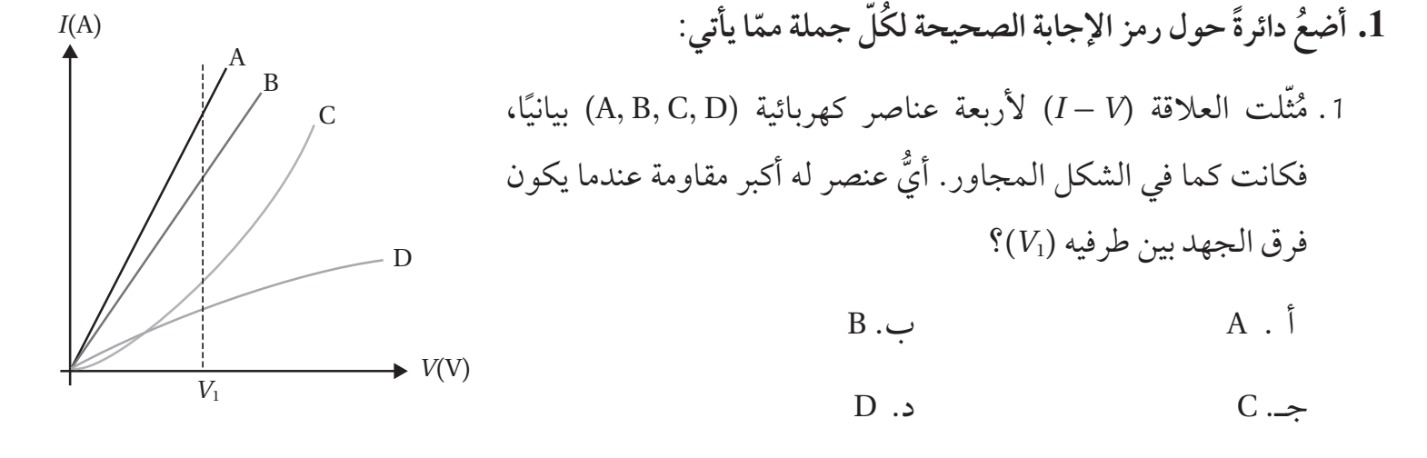 1. أضعُ دائرةً حول رمز الإجابة الصحيحة لكُلّ جملة ممّا يأتي:
1. مُثّلت العلاقة (I – V) لأربعة عناصر كهربائية (A, B, C, D) بيانيًا،
فكانت كما في الشكل المجاور. أيُّ عنصر له أكبر مقاومة عندما يكون
فرق الجهد بين طرفيه (V₁)؟
أ . A
ب. B
جـ. C
د. D
I(A)
A
B
C
D
V(V)
V₁